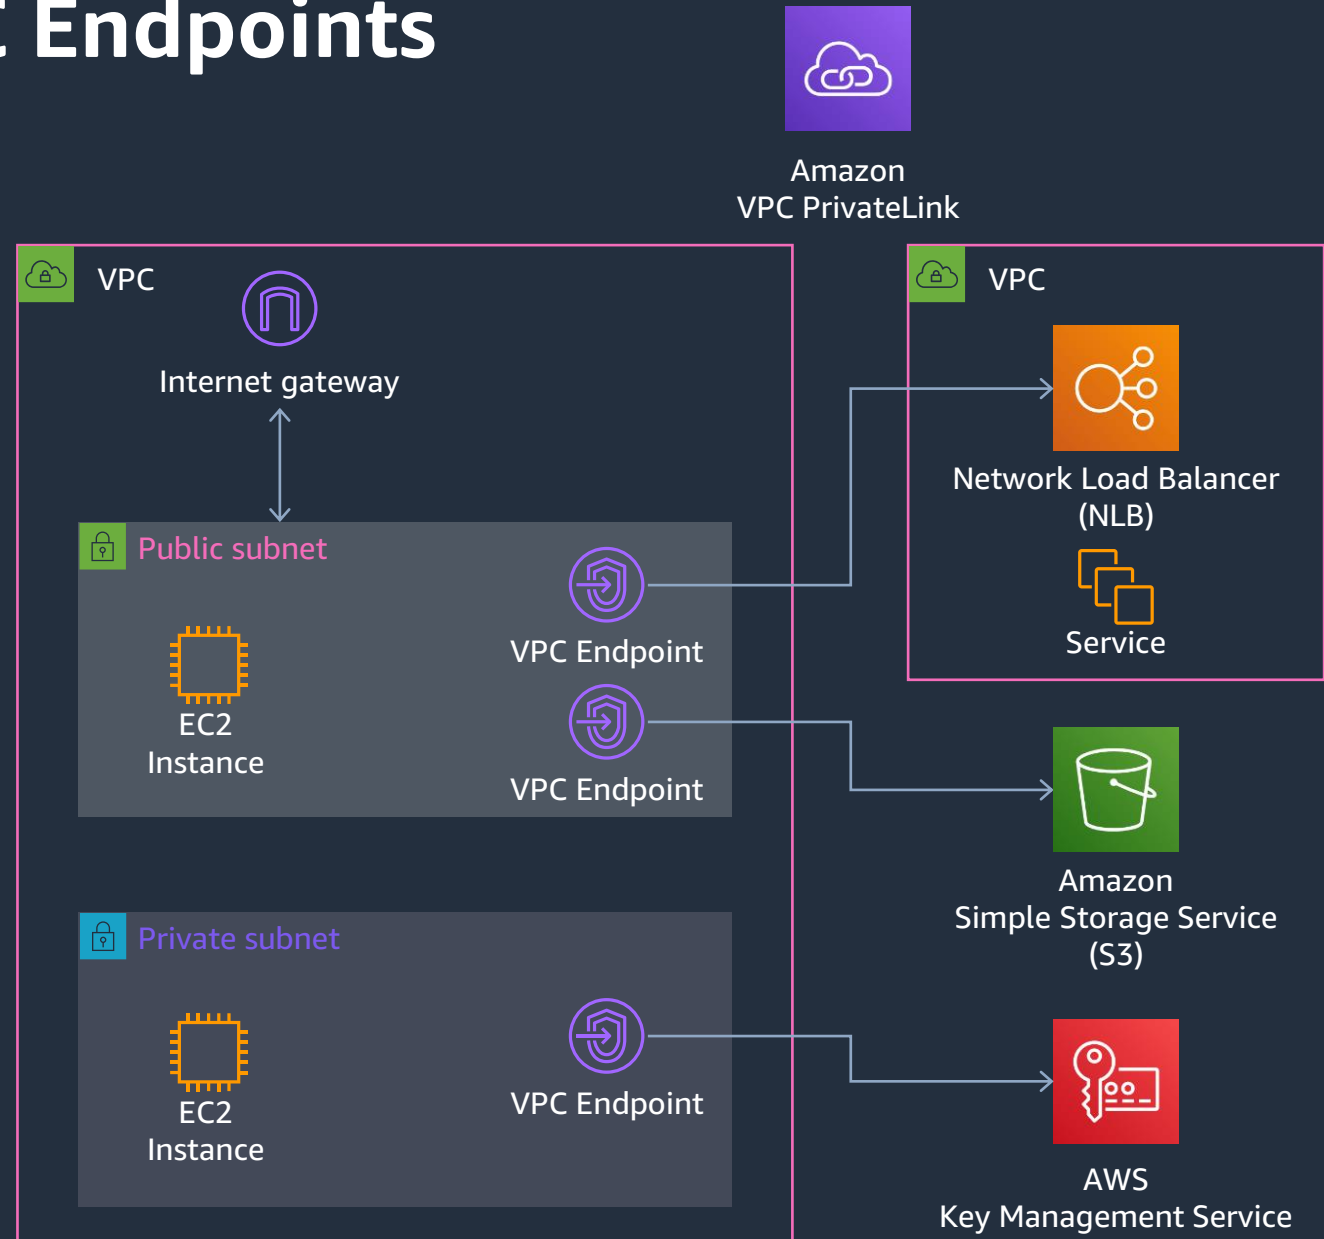 C Endpoints
Amazon
VPC PrivateLink
VPC
Internet gateway
Public subnet
EC2
Instance
VPC Endpoint
VPC Endpoint
Private subnet
EC2
Instance
VPC Endpoint
VPC
Network Load Balancer
(NLB)
Service
Amazon
Simple Storage Service
(S3)
AWS
Key Management Service